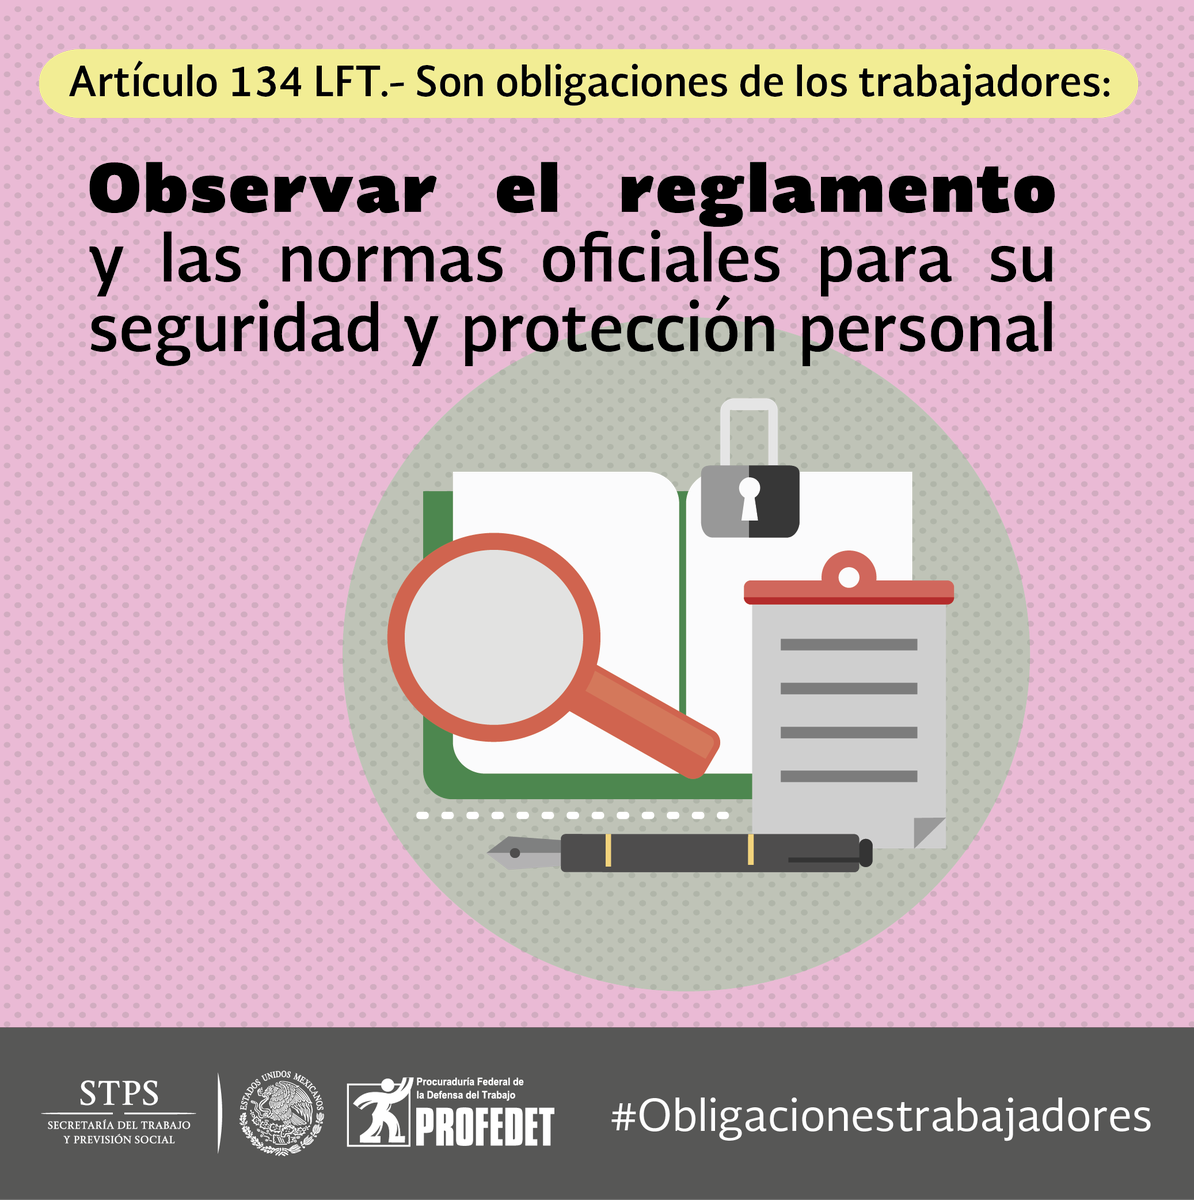 Artículo 134 LFT.- Son obligaciones de los trabajadores:
Observar el reglamento
y las normas oficiales para su
seguridad y protección personal
STPS
SECRETARÍA DEL TRABAJO
Y PREVISIÓN SOCIAL
ESTADOS UNIDOS MEXICANOS
Procuraduría Federal de
la Defensa del Trabajo
PROFEDET
#Obligacionestrabajadores